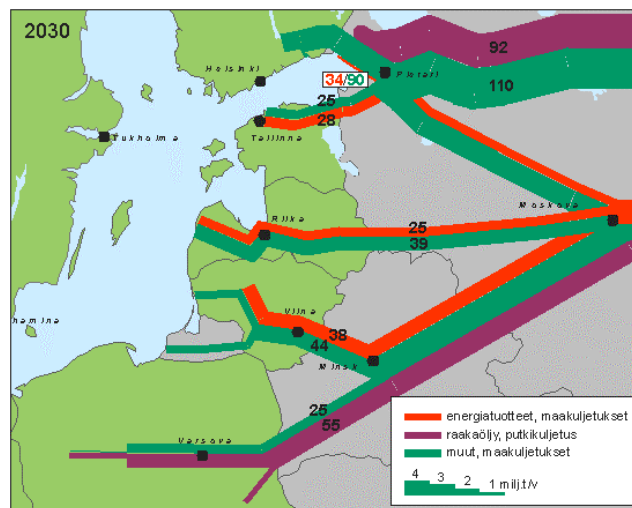 2030
Helsinki
92
34/90
Pietari
110
25
28
Tukholma
Tallinna
Moskova
25
Riika
39
Vilna
38
44
Minsk
25
55
Varsova
energiatuotteet, maakuljetukset
raakaöljy, putkikuljetus
muut, maakuljetukset
4 3 2 1 milj.t/v